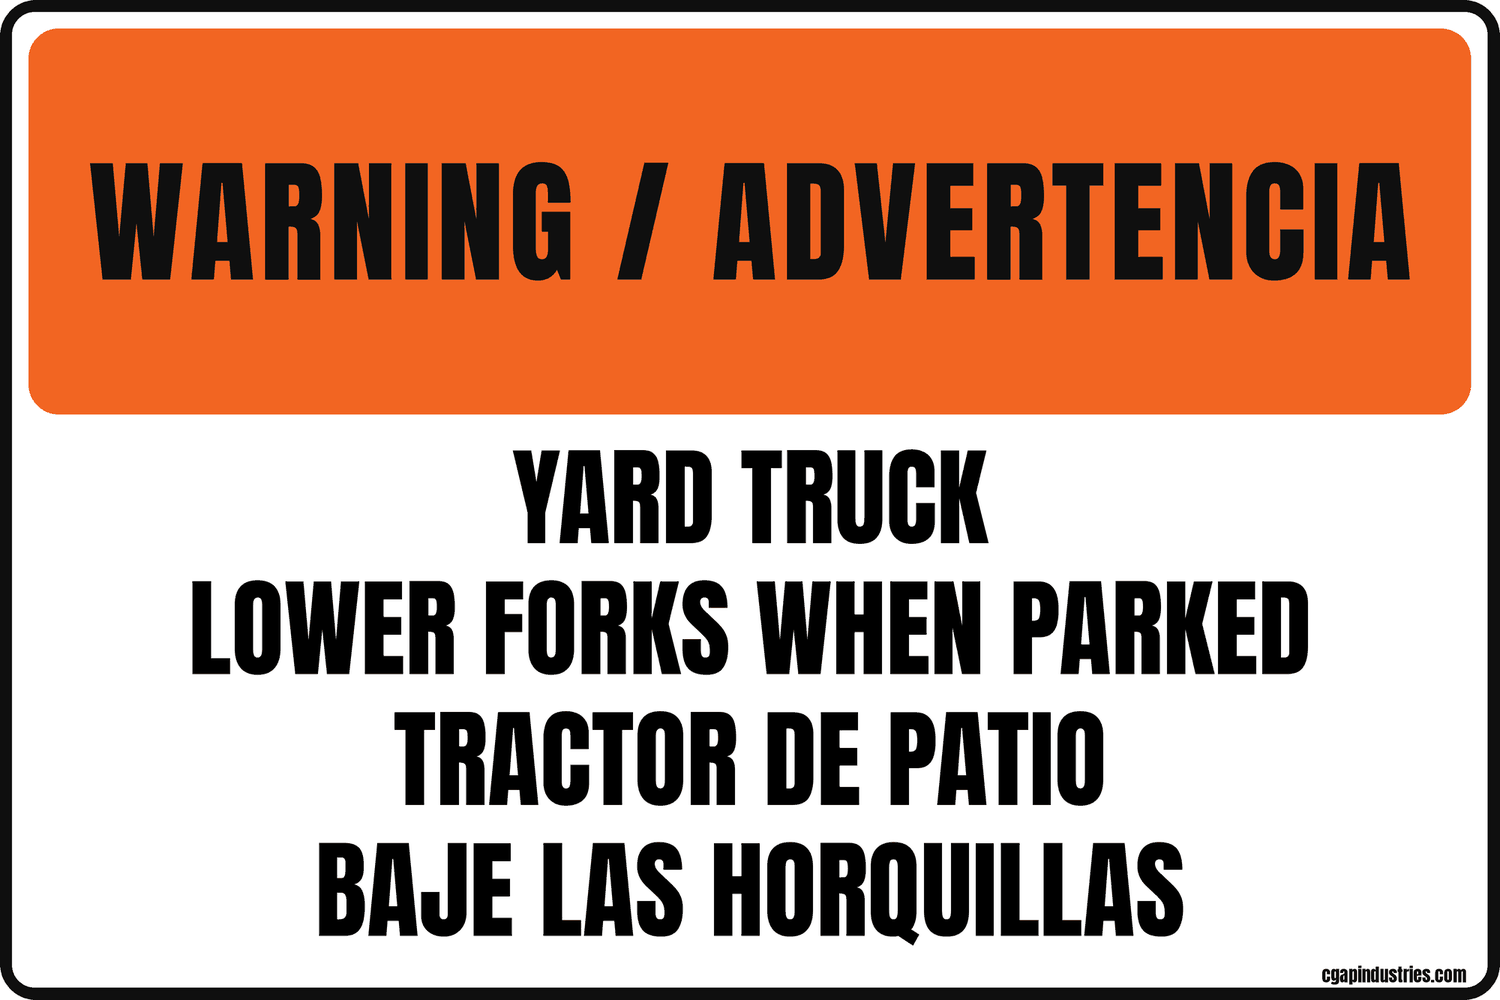 WARNING / ADVERTENCIA
YARD TRUCK
LOWER FORKS WHEN PARKED
TRACTOR DE PATIO
BAJE LAS HORQUILLAS
cgapindustries.com